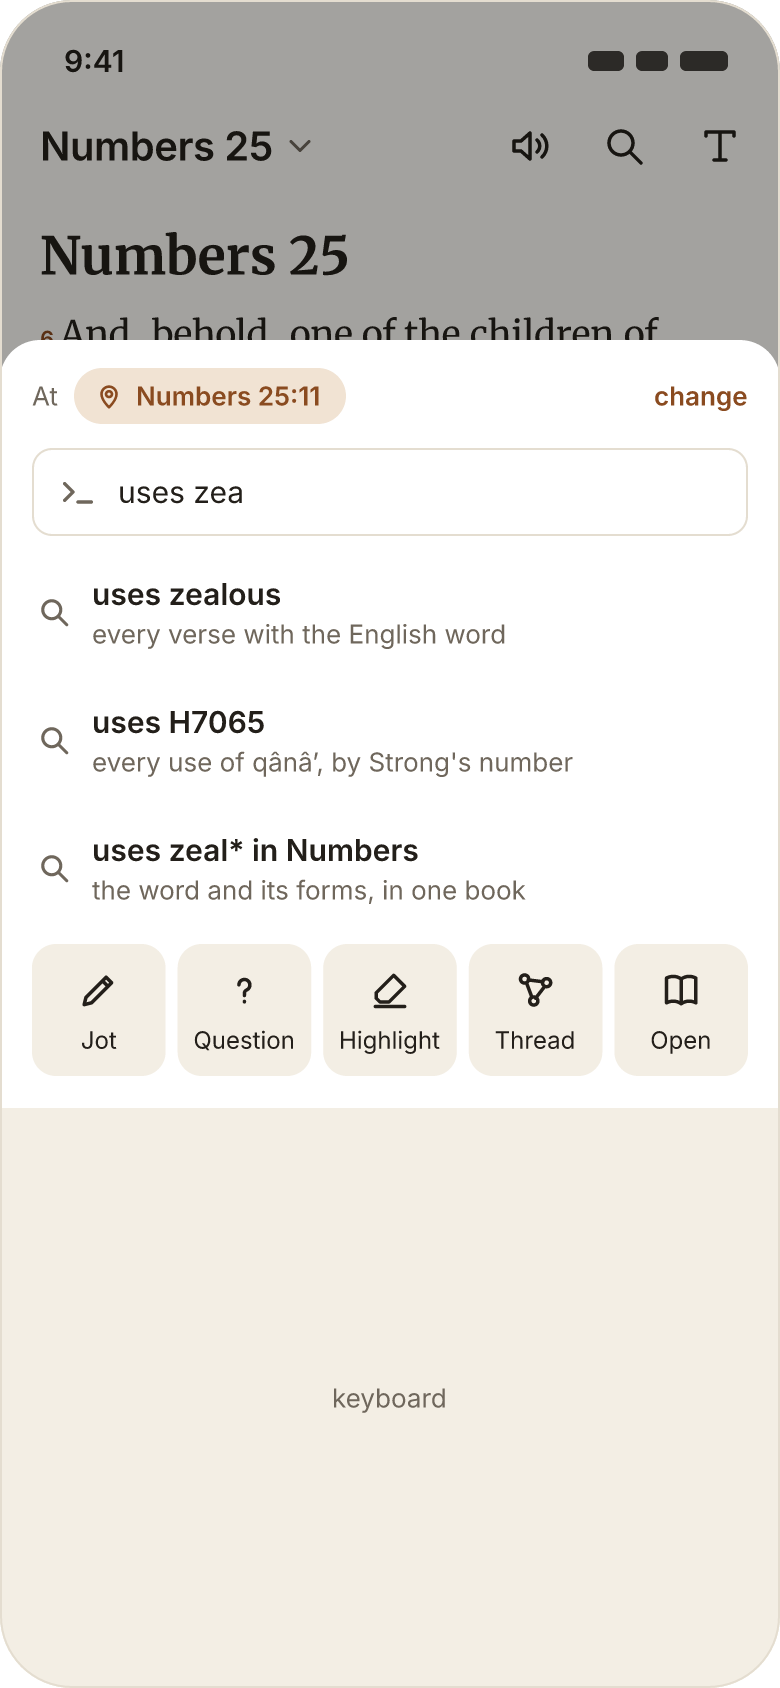 9:41
Numbers 25
Numbers 25
6 And, behold, one of the children of
At Numbers 25:11 change
uses zea
uses zealous
every verse with the English word
uses H7065
every use of qânâʼ, by Strong's number
uses zeal* in Numbers
the word and its forms, in one book
Jot Question Highlight Thread Open
keyboard